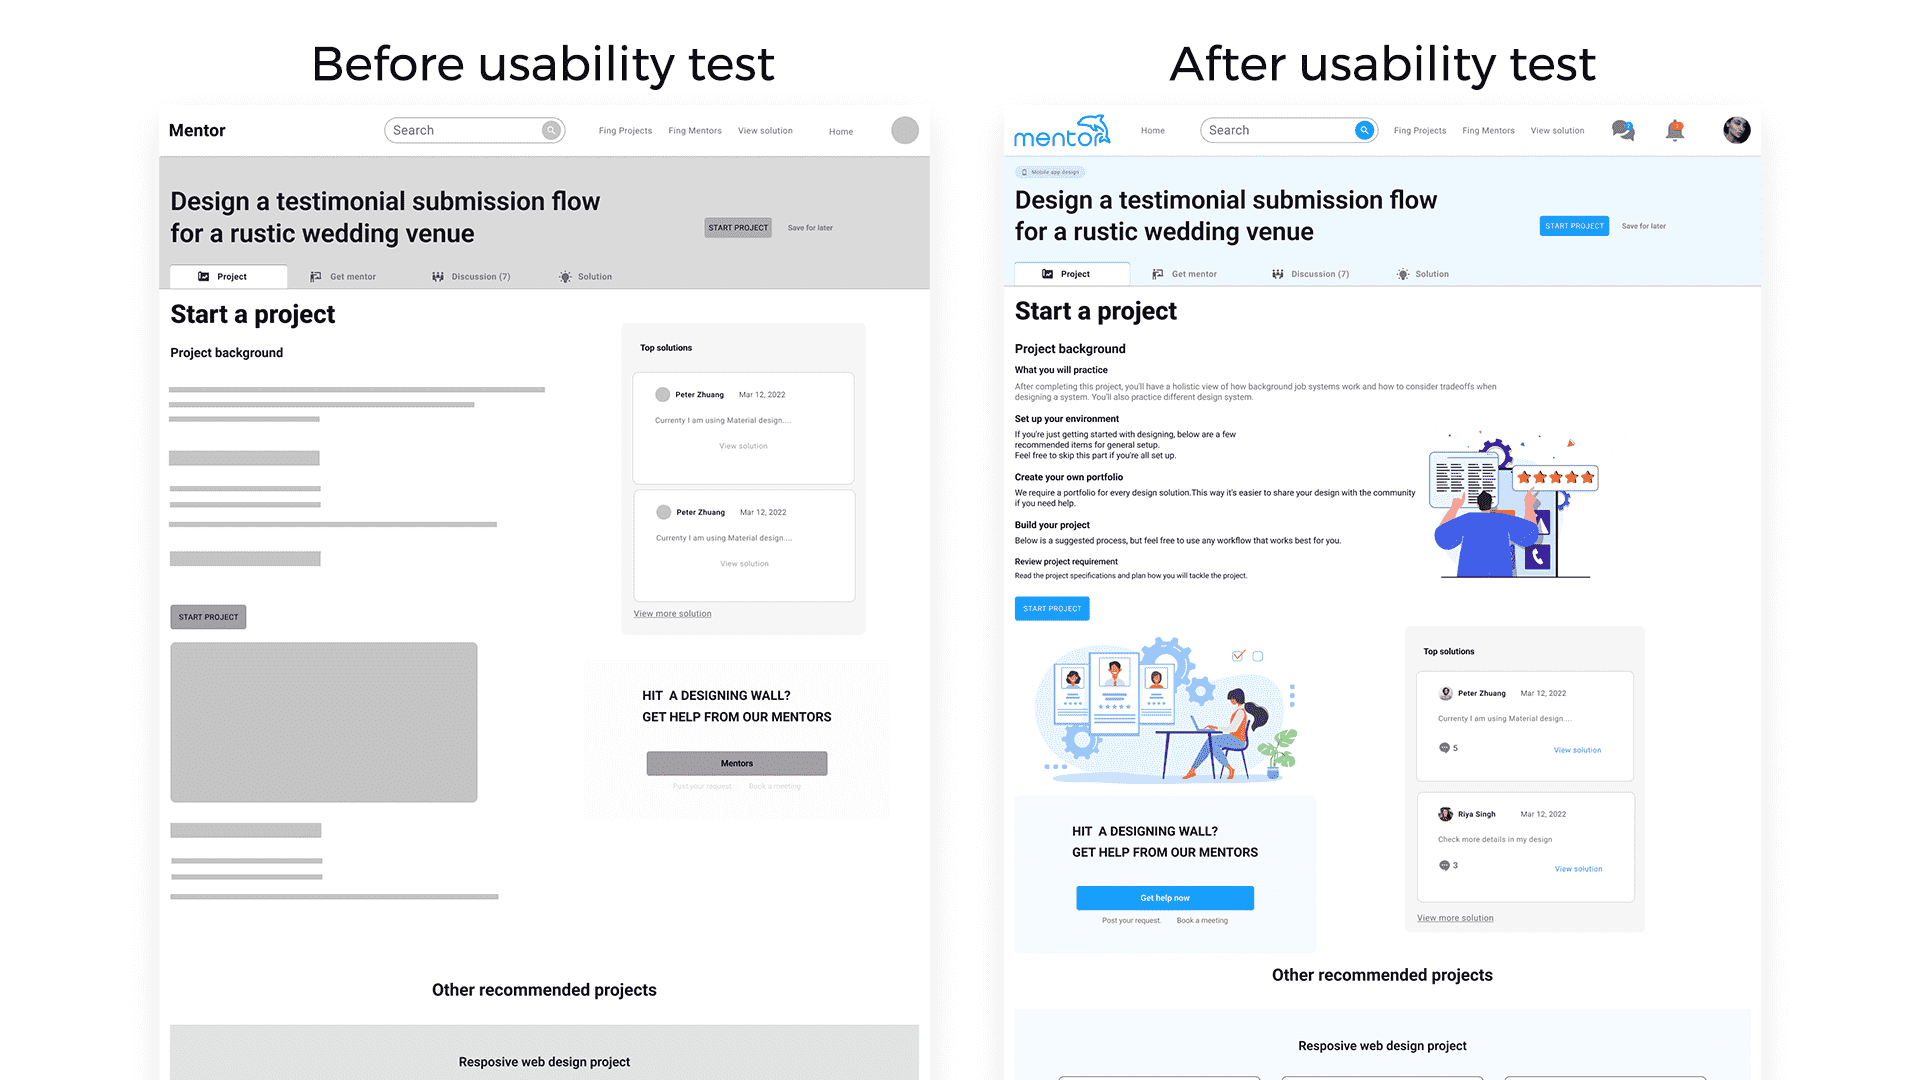 Before usability test
Mentor
Search
Fing Projects
Fing Mentors
View solution
Home
Design a testimonial submission flow
for a rustic wedding venue
START PROJECT
Save for later
Project
Get mentor
Discussion (7)
Solution
Start a project
Project background
Top solutions
Peter Zhuang
Mar 12, 2022
Currenty I am using Material design....
View solution
Peter Zhuang
Mar 12, 2022
Currenty I am using Material design....
View solution
View more solution
START PROJECT
HIT A DESIGNING WALL?
GET HELP FROM OUR MENTORS
Mentors
Post your request.
Book a meeting
Other recommended projects
Resposive web design project
After usability test
mentor
Home
Search
Fing Projects
Fing Mentors
View solution
Mobile app design
Design a testimonial submission flow
for a rustic wedding venue
START PROJECT
Save for later
Project
Get mentor
Discussion (7)
Solution
Start a project
Project background
What you will practice
After completing this project, you'll have a holistic view of how background job systems work and how to consider tradeoffs when
designing a system. You'll also practice different design system.
Set up your environment
If you're just getting started with designing, below are a few
recommended items for general setup.
Feel free to skip this part if you're all set up.
Create your own portfolio
We require a portfolio for every design solution.This way it's easier to share your design with the community
if you need help.
Build your project
Below is a suggested process, but feel free to use any workflow that works best for you.
Review project requirement
Read the project specifications and plan how you will tackle the project.
START PROJECT
HIT A DESIGNING WALL?
GET HELP FROM OUR MENTORS
Get help now
Post your request.
Book a meeting
Top solutions
Peter Zhuang
Mar 12, 2022
Currenty I am using Material design....
5
View solution
Riya Singh
Mar 12, 2022
Check more details in my design
3
View solution
View more solution
Other recommended projects
Resposive web design project